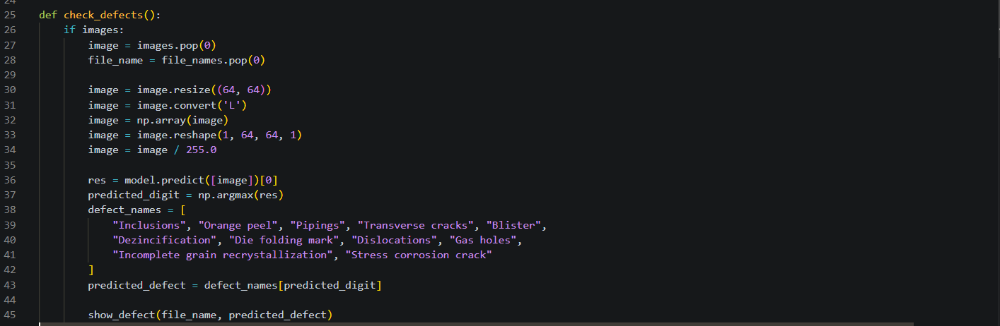 24
25 def check_defects():
26     if images:
27         image = images.pop(0)
28         file_name = file_names.pop(0)
29
30         image = image.resize((64, 64))
31         image = image.convert('L')
32         image = np.array(image)
33         image = image.reshape(1, 64, 64, 1)
34         image = image / 255.0
35
36         res = model.predict([image])[0]
37         predicted_digit = np.argmax(res)
38         defect_names = [
39             "Inclusions", "Orange peel", "Pipings", "Transverse cracks", "Blister",
40             "Dezincification", "Die folding mark", "Dislocations", "Gas holes",
41             "Incomplete grain recrystallization", "Stress corrosion crack"
42         ]
43         predicted_defect = defect_names[predicted_digit]
44
45         show_defect(file_name, predicted_defect)